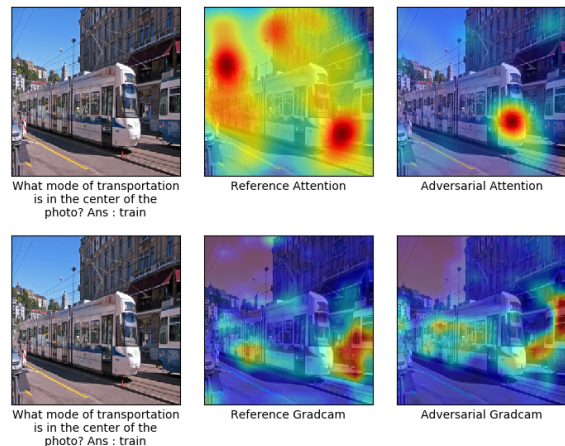 What mode of transportation
is in the center of the
photo? Ans : train
Reference Attention
Adversarial Attention
What mode of transportation
is in the center of the
photo? Ans : train
Reference Gradcam
Adversarial Gradcam